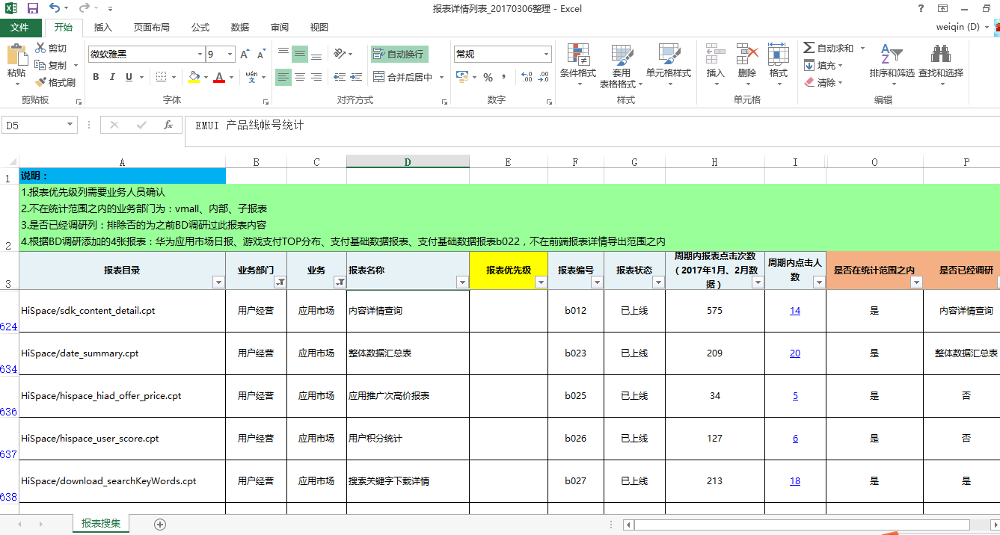 报表详情列表_20170306整理 - Excel
?
文件 开始 插入 页面布局 公式 数据 审阅 视图 weiqin (D)
粘贴 剪切 复制 格式刷 剪贴板
微软雅黑 9 B I U wén 文 字体
自动换行 合并后居中 对齐方式
常规 % 数字
条件格式 套用表格格式 单元格样式 样式
插入 删除 格式 单元格
自动求和 填充 清除 排序和筛选 查找和选择 编辑
D5 fx EMUI 产品线帐号统计
A B C D E F G H I O P
1 说明：
1.报表优先级列需要业务人员确认
2.不在统计范围之内的业务部门为：vmall、内部、子报表
3.是否已经调研列：排除否的为之前BD调研过此报表内容
2 4.根据BD调研添加的4张报表：华为应用市场日报、游戏支付TOP分布、支付基础数据报表、支付基础数据报表b022，不在前端报表详情导出范围之内
3 报表目录 业务部门 业务 报表名称 报表优先级 报表编号 报表状态 周期内报表点击次数（2017年1月、2月数据） 周期内点击人数 是否在统计范围之内 是否已经调研
624 HiSpace/sdk_content_detail.cpt 用户经营 应用市场 内容详情查询 b012 已上线 575 14 是 内容详情查询
634 HiSpace/date_summary.cpt 用户经营 应用市场 整体数据汇总表 b023 已上线 209 20 是 整体数据汇总表
636 HiSpace/hispace_hiad_offer_price.cpt 用户经营 应用市场 应用推广次高价报表 b025 已上线 34 5 是 否
637 HiSpace/hispace_user_score.cpt 用户经营 应用市场 用户积分统计 b026 已上线 127 6 是 否
638 HiSpace/download_searchKeyWords.cpt 用户经营 应用市场 搜索关键字下载详情 b027 已上线 213 18 是 是
报表搜集